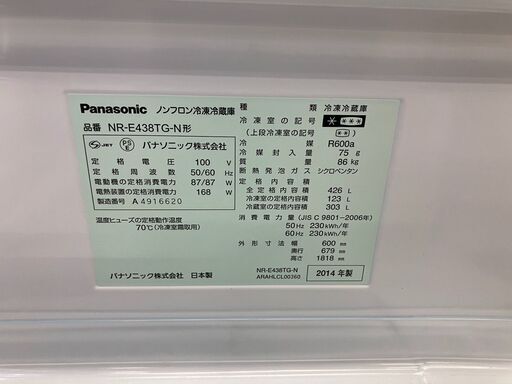 Panasonic ノンフロン冷凍冷蔵庫
品番 NR-E438TG-N形
JET PS E パナソニック株式会社
定格電圧 100 V
定格周波数 50/60 Hz
電動機の定格消費電力 87/87 W
電熱装置の定格消費電力 168 W
製造番号 A 4916620
温度ヒューズの定格動作温度
70℃(冷凍室霜取用)
パナソニック株式会社 日本製
種類 冷凍冷蔵庫
冷凍室の記号 ****
(上段冷凍室の記号 **)
冷媒 R600a
冷媒封入量 75 g
質量 86 kg
断熱発泡ガス シクロペンタン
定格内容積
全定格内容積 426 L
冷凍室の定格内容積 123 L
冷蔵室の定格内容積 303 L
消費電力量(JIS C 9801-2006年)
50Hz 230 kWh/年
60Hz 230 kWh/年
外形寸法 幅 600 mm
奥行 679 mm
高さ 1818 mm
NR-E438TG-N
ARAHLCL00360
2014 年製